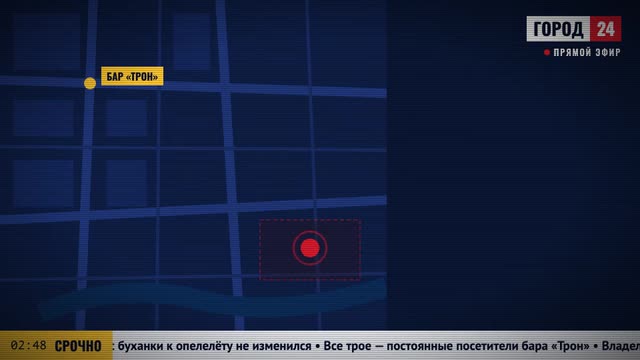 ГОРОД 24
ПРЯМОЙ ЭФИР
БАР «ТРОН»
02:48 СРОЧНО буханки к опелелёту не изменился • Все трое — постоянные посетители бара «Трон» •